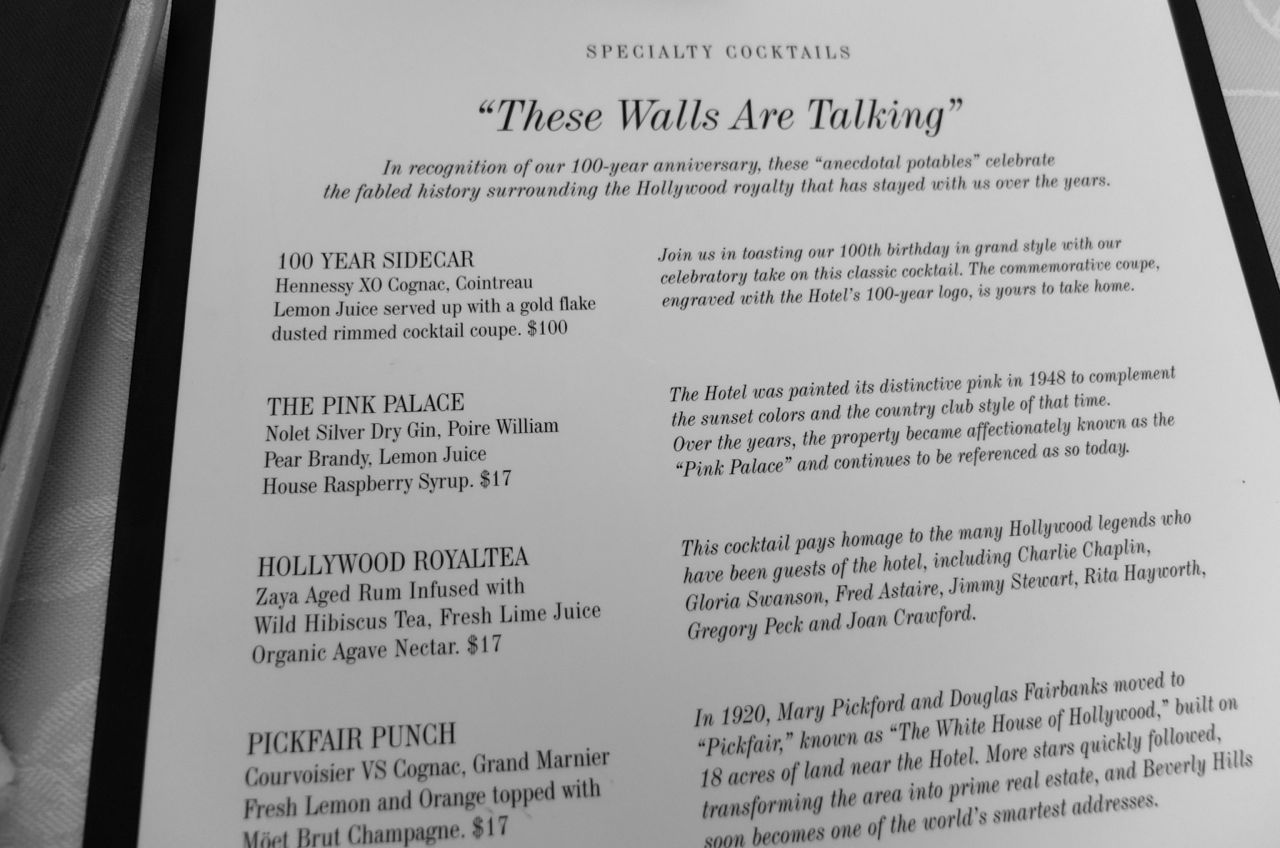 SPECIALTY COCKTAILS
“These Walls Are Talking”
In recognition of our 100-year anniversary, these “anecdotal potables” celebrate
the fabled history surrounding the Hollywood royalty that has stayed with us over the years.
100 YEAR SIDECAR
Hennessy XO Cognac, Cointreau
Lemon Juice served up with a gold flake
dusted rimmed cocktail coupe. $100
Join us in toasting our 100th birthday in grand style with our
celebratory take on this classic cocktail. The commemorative coupe,
engraved with the Hotel’s 100-year logo, is yours to take home.
THE PINK PALACE
Nolet Silver Dry Gin, Poire William
Pear Brandy, Lemon Juice
House Raspberry Syrup. $17
The Hotel was painted its distinctive pink in 1948 to complement
the sunset colors and the country club style of that time.
Over the years, the property became affectionately known as the
“Pink Palace” and continues to be referenced as so today.
HOLLYWOOD ROYALTEA
Zaya Aged Rum Infused with
Wild Hibiscus Tea, Fresh Lime Juice
Organic Agave Nectar. $17
This cocktail pays homage to the many Hollywood legends who
have been guests of the hotel, including Charlie Chaplin,
Gloria Swanson, Fred Astaire, Jimmy Stewart, Rita Hayworth,
Gregory Peck and Joan Crawford.
PICKFAIR PUNCH
Courvoisier VS Cognac, Grand Marnier
Fresh Lemon and Orange topped with
Möet Brut Champagne. $17
In 1920, Mary Pickford and Douglas Fairbanks moved to
“Pickfair,” known as “The White House of Hollywood,” built on
18 acres of land near the Hotel. More stars quickly followed,
transforming the area into prime real estate, and Beverly Hills
soon becomes one of the world’s smartest addresses.